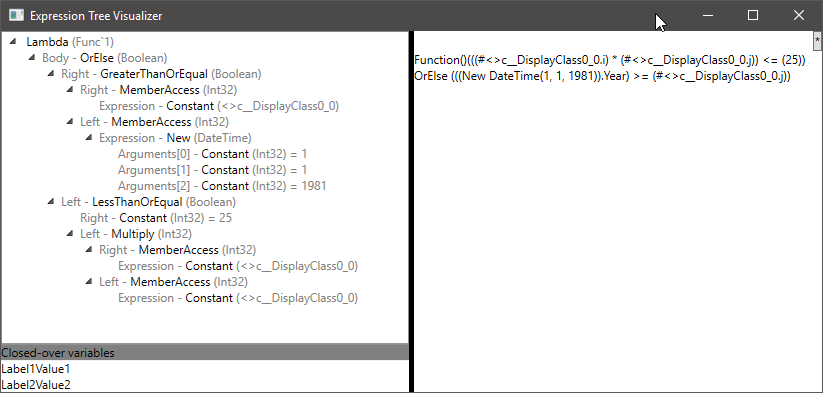 Expression Tree Visualizer
Lambda (Func`1)
Body - OrElse (Boolean)
Right - GreaterThanOrEqual (Boolean)
Right - MemberAccess (Int32)
Expression - Constant (<>c__DisplayClass0_0)
Left - MemberAccess (Int32)
Expression - New (DateTime)
Arguments[0] - Constant (Int32) = 1
Arguments[1] - Constant (Int32) = 1
Arguments[2] - Constant (Int32) = 1981
Left - LessThanOrEqual (Boolean)
Right - Constant (Int32) = 25
Left - Multiply (Int32)
Right - MemberAccess (Int32)
Expression - Constant (<>c__DisplayClass0_0)
Left - MemberAccess (Int32)
Expression - Constant (<>c__DisplayClass0_0)
Closed-over variables
Label1Value1
Label2Value2
*
Function()(((#<>c__DisplayClass0_0.i) * (#<>c__DisplayClass0_0.j)) <= (25))
OrElse (((New DateTime(1, 1, 1981)).Year) >= (#<>c__DisplayClass0_0.j))